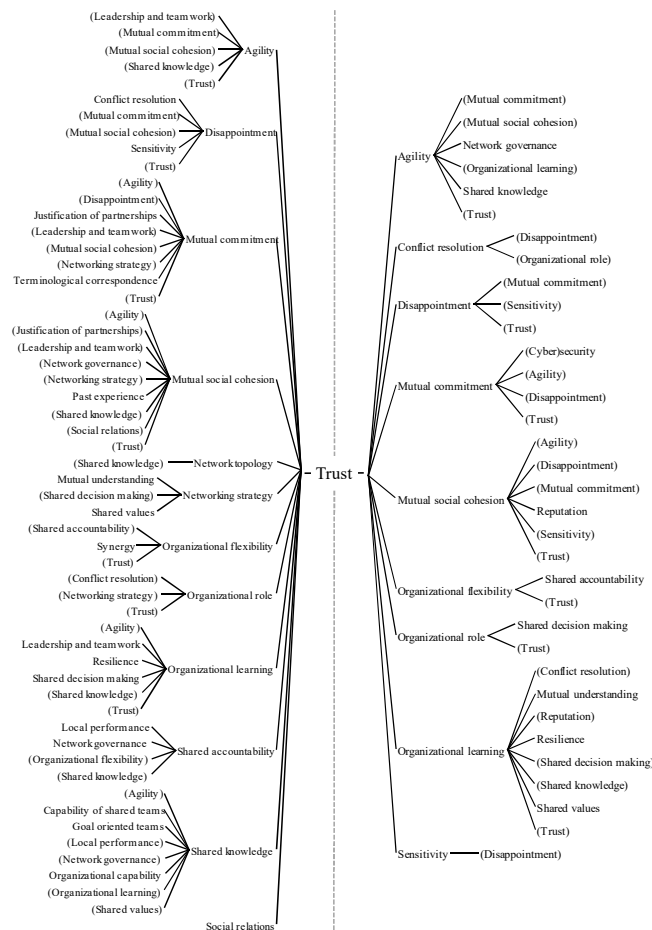 (Leadership and teamwork)
(Mutual commitment)
(Mutual social cohesion)
(Shared knowledge)
(Trust)
Agility
Conflict resolution
(Mutual commitment)
(Mutual social cohesion)
Sensitivity
(Trust)
Disappointment
(Agility)
(Disappointment)
Justification of partnerships
(Leadership and teamwork)
(Mutual social cohesion)
(Networking strategy)
Terminological correspondence
(Trust)
Mutual commitment
(Agility)
(Justification of partnerships)
(Leadership and teamwork)
(Network governance)
(Networking strategy)
Past experience
(Shared knowledge)
(Social relations)
(Trust)
Mutual social cohesion
(Shared knowledge)
Network topology
Mutual understanding
(Shared decision making)
Shared values
Networking strategy
(Shared accountability)
Synergy
(Trust)
Organizational flexibility
(Conflict resolution)
(Networking strategy)
(Trust)
Organizational role
(Agility)
Leadership and teamwork
Resilience
Shared decision making
(Shared knowledge)
(Trust)
Organizational learning
Local performance
Network governance
(Organizational flexibility)
(Shared knowledge)
Shared accountability
(Agility)
Capability of shared teams
Goal oriented teams
(Local performance)
(Network governance)
Organizational capability
(Organizational learning)
(Shared values)
Shared knowledge
Social relations
Trust
Agility
(Mutual commitment)
(Mutual social cohesion)
Network governance
(Organizational learning)
Shared knowledge
(Trust)
Conflict resolution
(Disappointment)
(Organizational role)
Disappointment
(Mutual commitment)
(Sensitivity)
(Trust)
Mutual commitment
(Cyber)security
(Agility)
(Disappointment)
(Trust)
Mutual social cohesion
(Agility)
(Disappointment)
(Mutual commitment)
Reputation
(Sensitivity)
(Trust)
Organizational flexibility
Shared accountability
(Trust)
Organizational role
Shared decision making
(Trust)
Organizational learning
(Conflict resolution)
Mutual understanding
(Reputation)
Resilience
(Shared decision making)
(Shared knowledge)
Shared values
(Trust)
Sensitivity
(Disappointment)